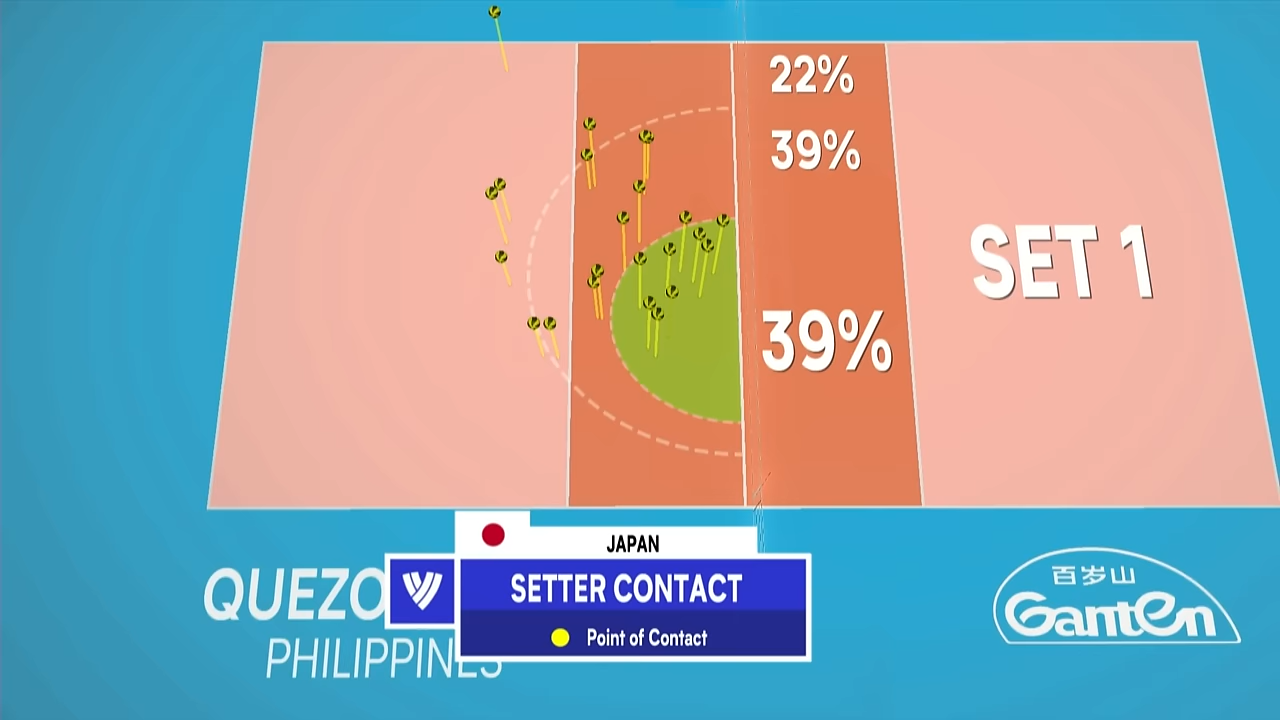 22%
39%
SET 1
39%
JAPAN
SETTER CONTACT
Point of Contact
QUEZO
PHILIPPINES
百岁山
Ganten